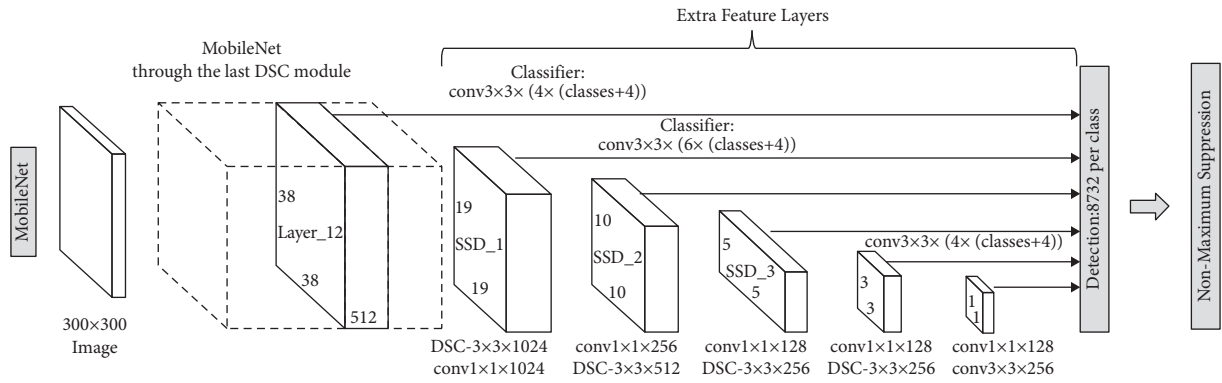 Extra Feature Layers
MobileNet
through the last DSC module
Classifier:
conv3×3× (4× (classes+4))
Classifier:
conv3×3× (6× (classes+4))
MobileNet
300×300
Image
38
Layer_12
38
512
19
SSD_1
19
DSC-3×3×1024
conv1×1×1024
10
SSD_2
10
conv1×1×256
DSC-3×3×512
5
SSD_3
5
conv1×1×128
DSC-3×3×256
conv3×3× (4× (classes+4))
3
3
conv1×1×128
DSC-3×3×256
1
1
conv1×1×128
conv3×3×256
Detection:8732 per class
Non-Maximum Suppression